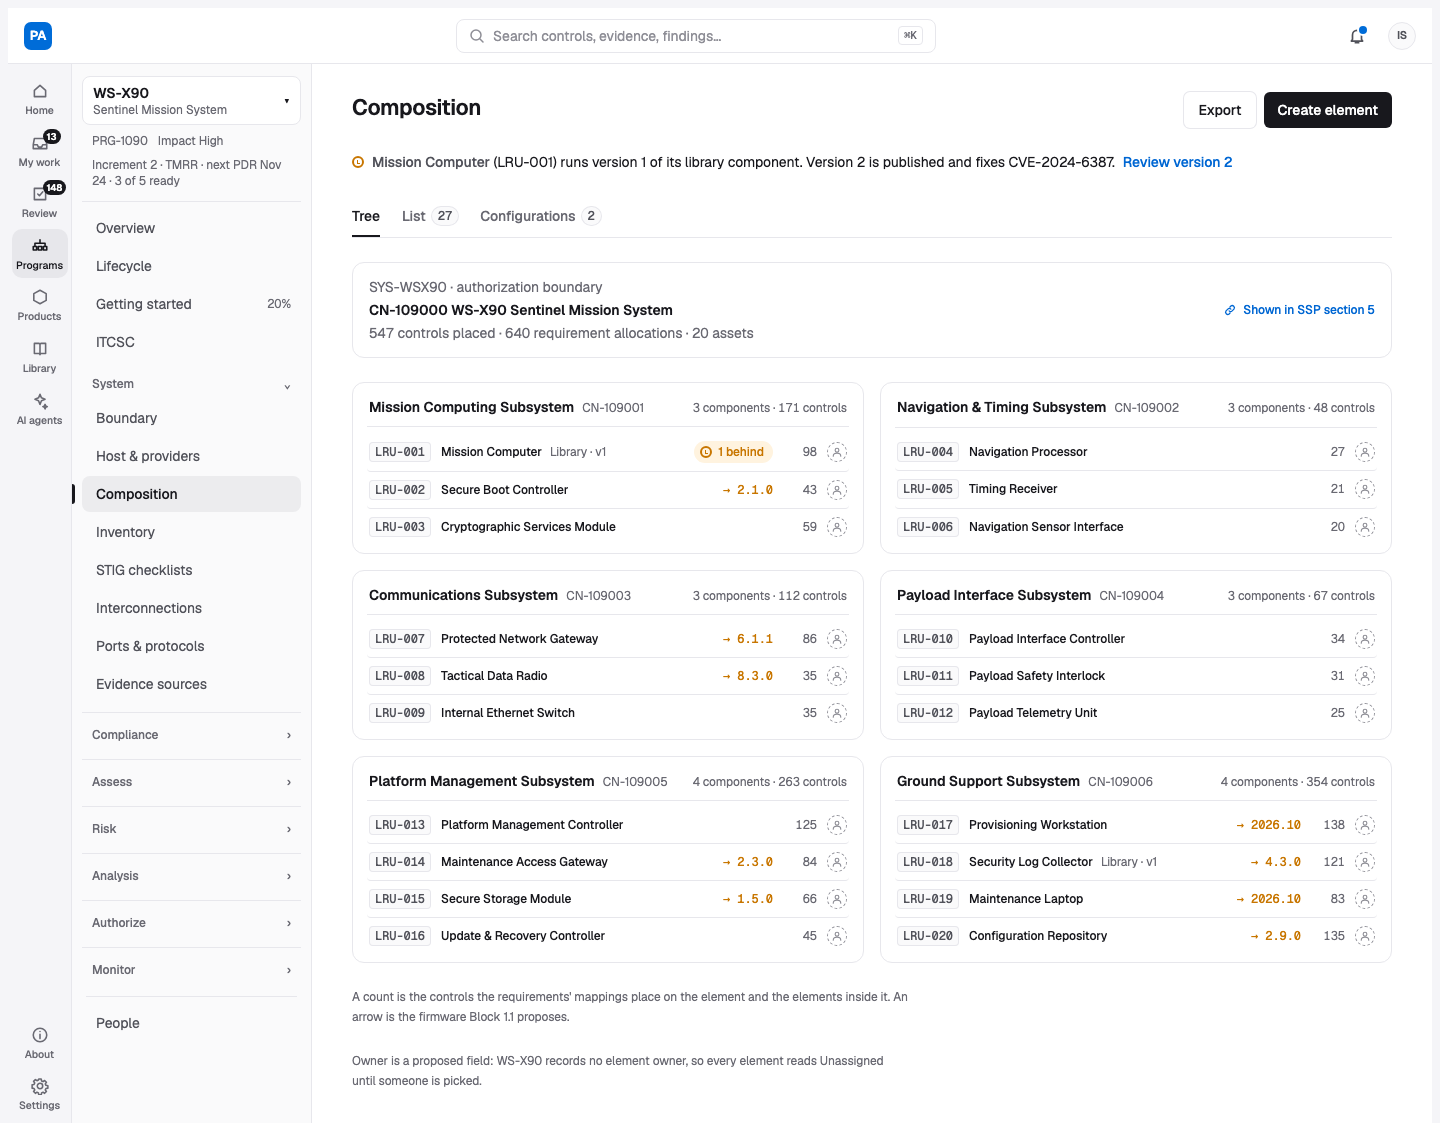 PA
Search controls, evidence, findings...
⌘K
IS
Home
13
My work
148
Review
Programs
Products
Library
AI agents
About
Settings
WS-X90
Sentinel Mission System
PRG-1090 Impact High
Increment 2 · TMRR · next PDR Nov
24 · 3 of 5 ready
Overview
Lifecycle
Getting started 20%
ITCSC
System
Boundary
Host & providers
Composition
Inventory
STIG checklists
Interconnections
Ports & protocols
Evidence sources
Compliance
Assess
Risk
Analysis
Authorize
Monitor
People
Composition
Export
Create element
Mission Computer (LRU-001) runs version 1 of its library component. Version 2 is published and fixes CVE-2024-6387. Review version 2
Tree List 27 Configurations 2
SYS-WSX90 · authorization boundary
CN-109000 WS-X90 Sentinel Mission System
547 controls placed · 640 requirement allocations · 20 assets
Shown in SSP section 5
Mission Computing Subsystem CN-109001 3 components · 171 controls
LRU-001 Mission Computer Library · v1 1 behind 98
LRU-002 Secure Boot Controller → 2.1.0 43
LRU-003 Cryptographic Services Module 59
Navigation & Timing Subsystem CN-109002 3 components · 48 controls
LRU-004 Navigation Processor 27
LRU-005 Timing Receiver 21
LRU-006 Navigation Sensor Interface 20
Communications Subsystem CN-109003 3 components · 112 controls
LRU-007 Protected Network Gateway → 6.1.1 86
LRU-008 Tactical Data Radio → 8.3.0 35
LRU-009 Internal Ethernet Switch 35
Payload Interface Subsystem CN-109004 3 components · 67 controls
LRU-010 Payload Interface Controller 34
LRU-011 Payload Safety Interlock 31
LRU-012 Payload Telemetry Unit 25
Platform Management Subsystem CN-109005 4 components · 263 controls
LRU-013 Platform Management Controller 125
LRU-014 Maintenance Access Gateway → 2.3.0 84
LRU-015 Secure Storage Module → 1.5.0 66
LRU-016 Update & Recovery Controller 45
Ground Support Subsystem CN-109006 4 components · 354 controls
LRU-017 Provisioning Workstation → 2026.10 138
LRU-018 Security Log Collector Library · v1 → 4.3.0 121
LRU-019 Maintenance Laptop → 2026.10 83
LRU-020 Configuration Repository → 2.9.0 135
A count is the controls the requirements' mappings place on the element and the elements inside it. An
arrow is the firmware Block 1.1 proposes.
Owner is a proposed field: WS-X90 records no element owner, so every element reads Unassigned
until someone is picked.